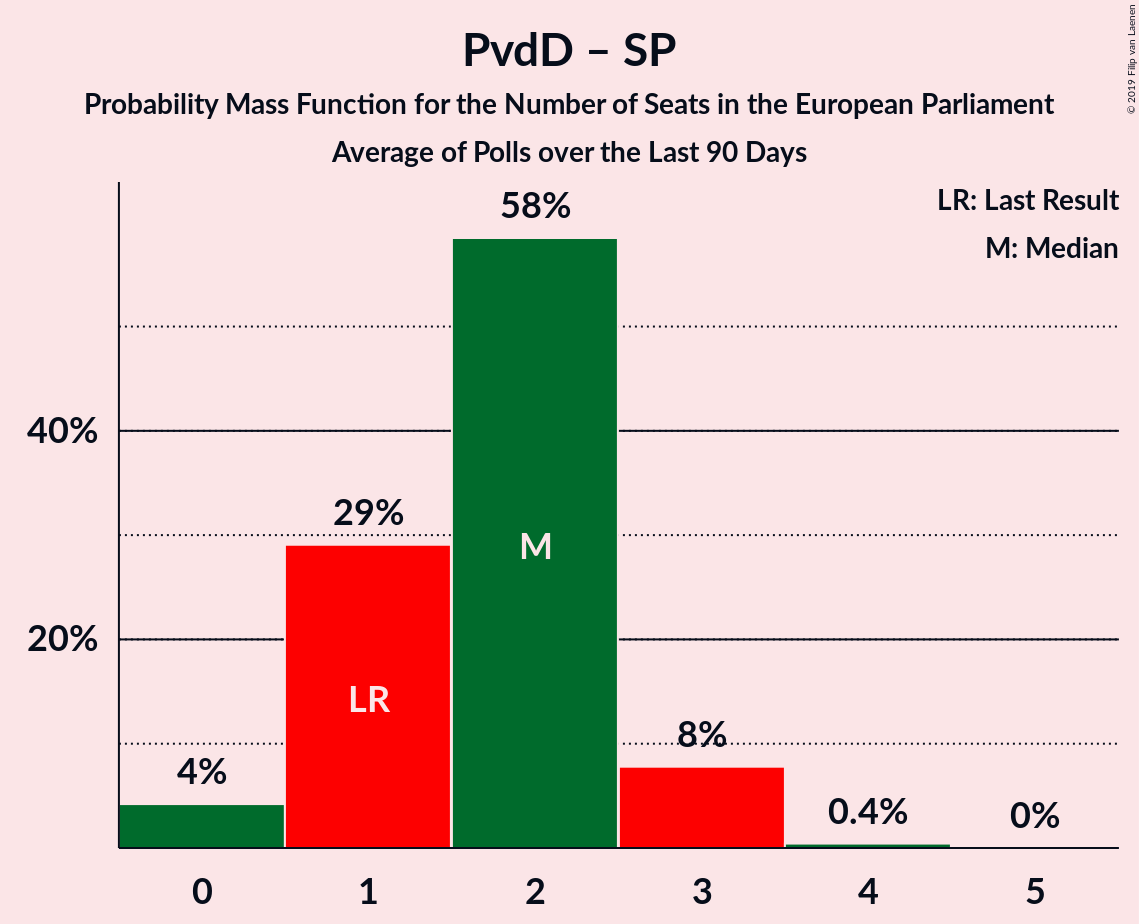 PvdD – SP
Probability Mass Function for the Number of Seats in the European Parliament
Average of Polls over the Last 90 Days
© 2019 Filip van Laenen
LR: Last Result
M: Median
58%
40%
29%
M
20%
LR
8%
4%
0.4%
0%
0 1 2 3 4 5